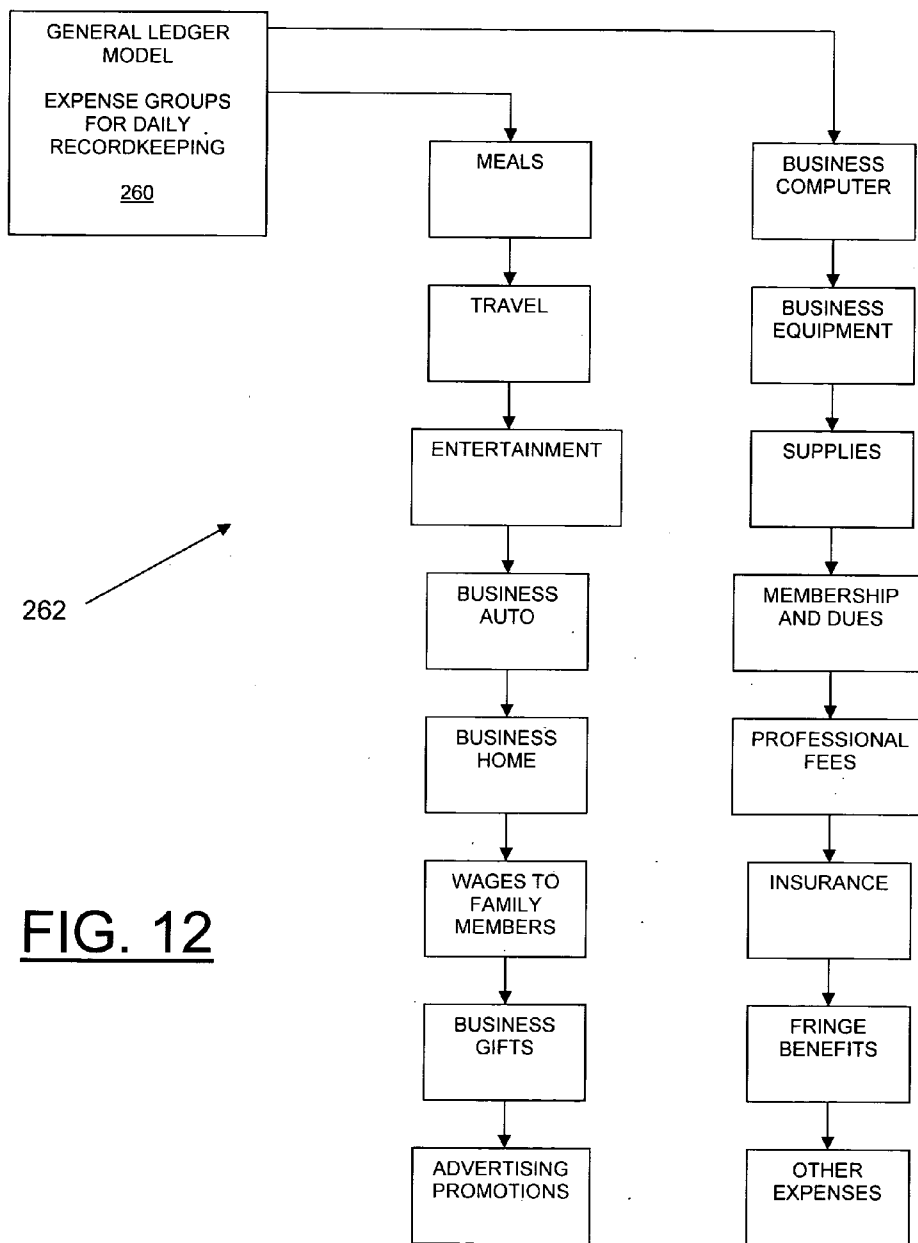 GENERAL LEDGER
MODEL
EXPENSE GROUPS
FOR DAILY
RECORDKEEPING
260
MEALS
TRAVEL
ENTERTAINMENT
BUSINESS
AUTO
BUSINESS
HOME
WAGES TO
FAMILY
MEMBERS
BUSINESS
GIFTS
ADVERTISING
PROMOTIONS
BUSINESS
COMPUTER
BUSINESS
EQUIPMENT
SUPPLIES
MEMBERSHIP
AND DUES
PROFESSIONAL
FEES
INSURANCE
FRINGE
BENEFITS
OTHER
EXPENSES
262
FIG. 12